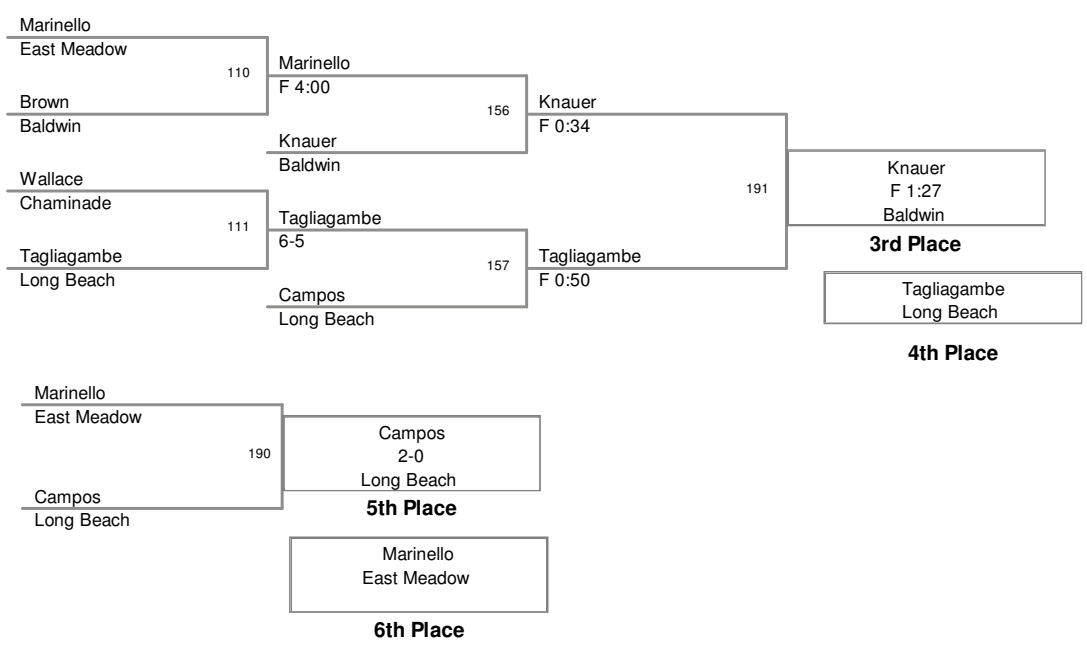 Marinello
East Meadow
110
Brown
Baldwin
Marinello
F 4:00
156
Knauer
Baldwin
Knauer
F 0:34
Wallace
Chaminade
111
Tagliagambe
Long Beach
Tagliagambe
6-5
157
Campos
Long Beach
Tagliagambe
F 0:50
191
Knauer
F 1:27
Baldwin
3rd Place
Tagliagambe
Long Beach
4th Place
Marinello
East Meadow
190
Campos
Long Beach
Campos
2-0
Long Beach
5th Place
Marinello
East Meadow
6th Place